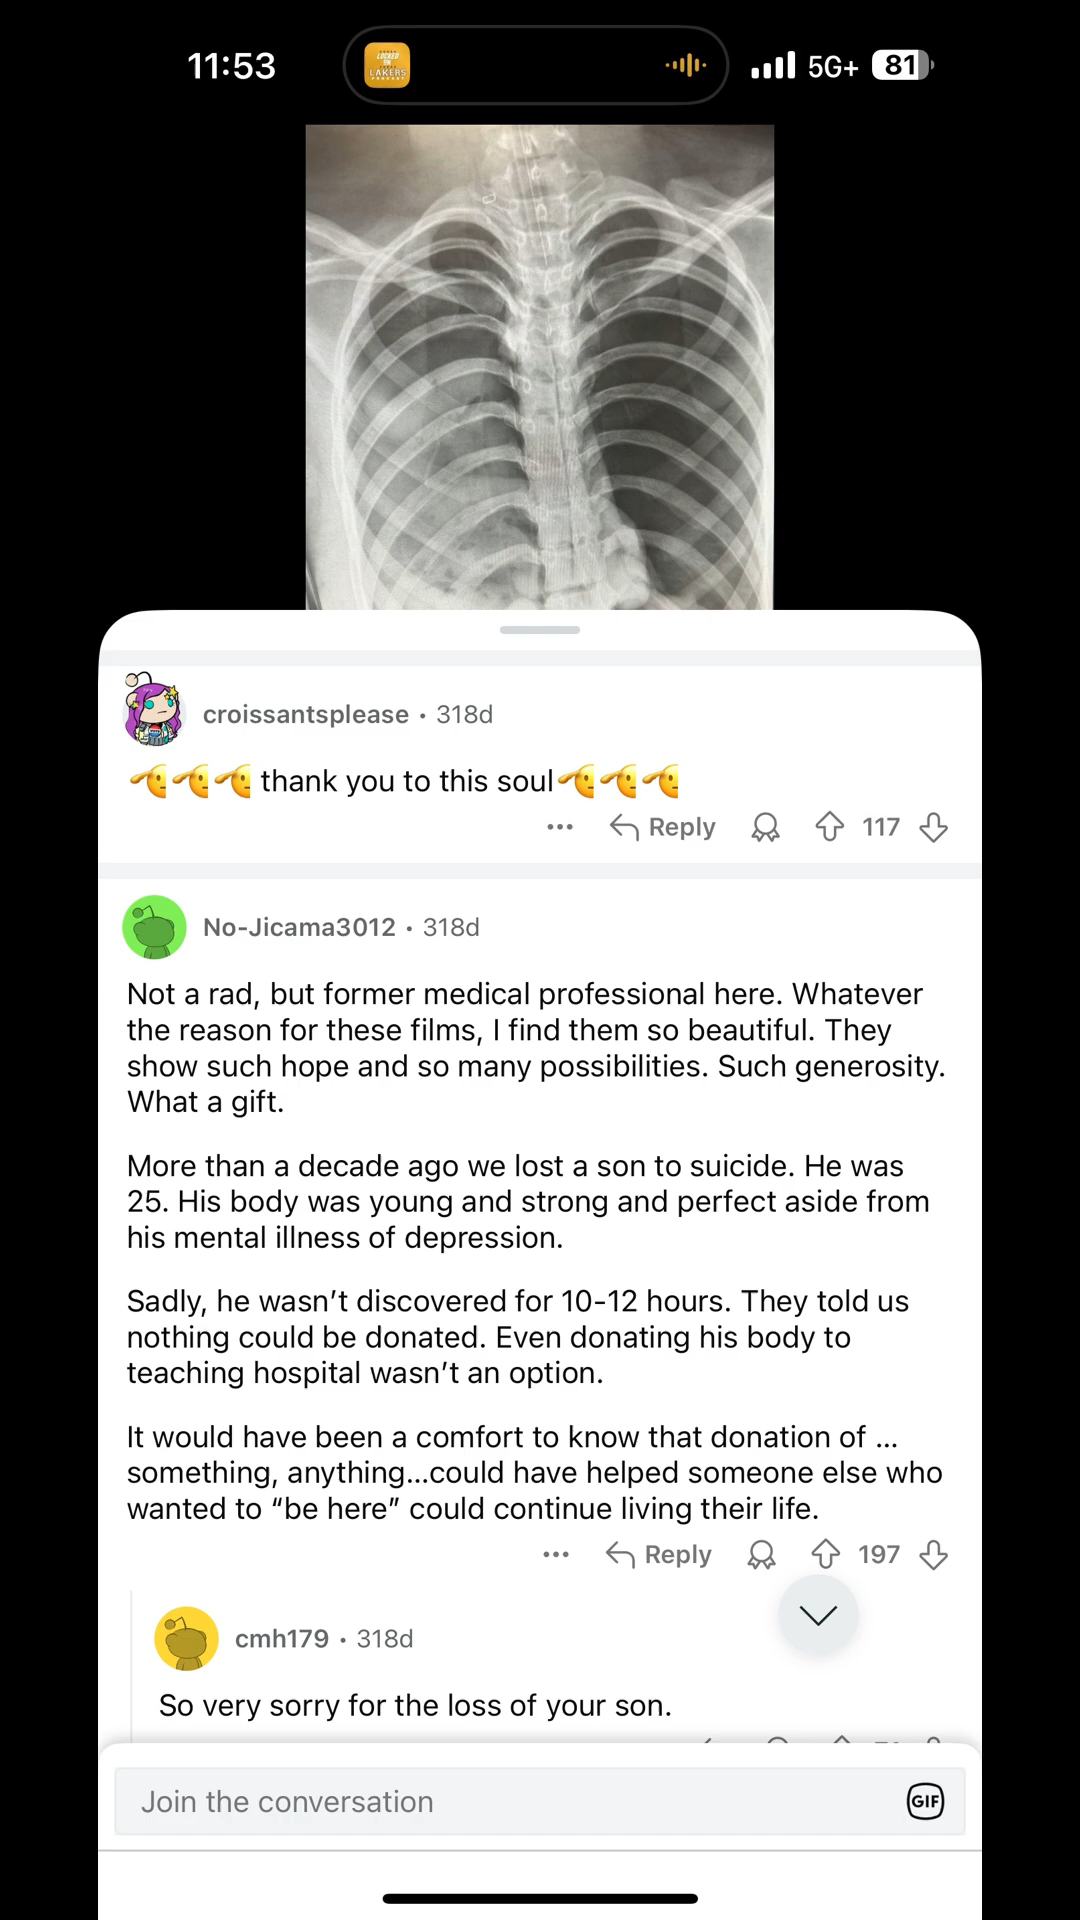 11:53
LOCKED
ON
LAKERS
PODCAST
5G+
81
croissantsplease • 318d
🫡🫡🫡 thank you to this soul🫡🫡🫡
... Reply 117
No-Jicama3012 • 318d
Not a rad, but former medical professional here. Whatever
the reason for these films, I find them so beautiful. They
show such hope and so many possibilities. Such generosity.
What a gift.
More than a decade ago we lost a son to suicide. He was
25. His body was young and strong and perfect aside from
his mental illness of depression.
Sadly, he wasn’t discovered for 10-12 hours. They told us
nothing could be donated. Even donating his body to
teaching hospital wasn’t an option.
It would have been a comfort to know that donation of ...
something, anything...could have helped someone else who
wanted to “be here” could continue living their life.
... Reply 197
cmh179 • 318d
So very sorry for the loss of your son.
Join the conversation
GIF